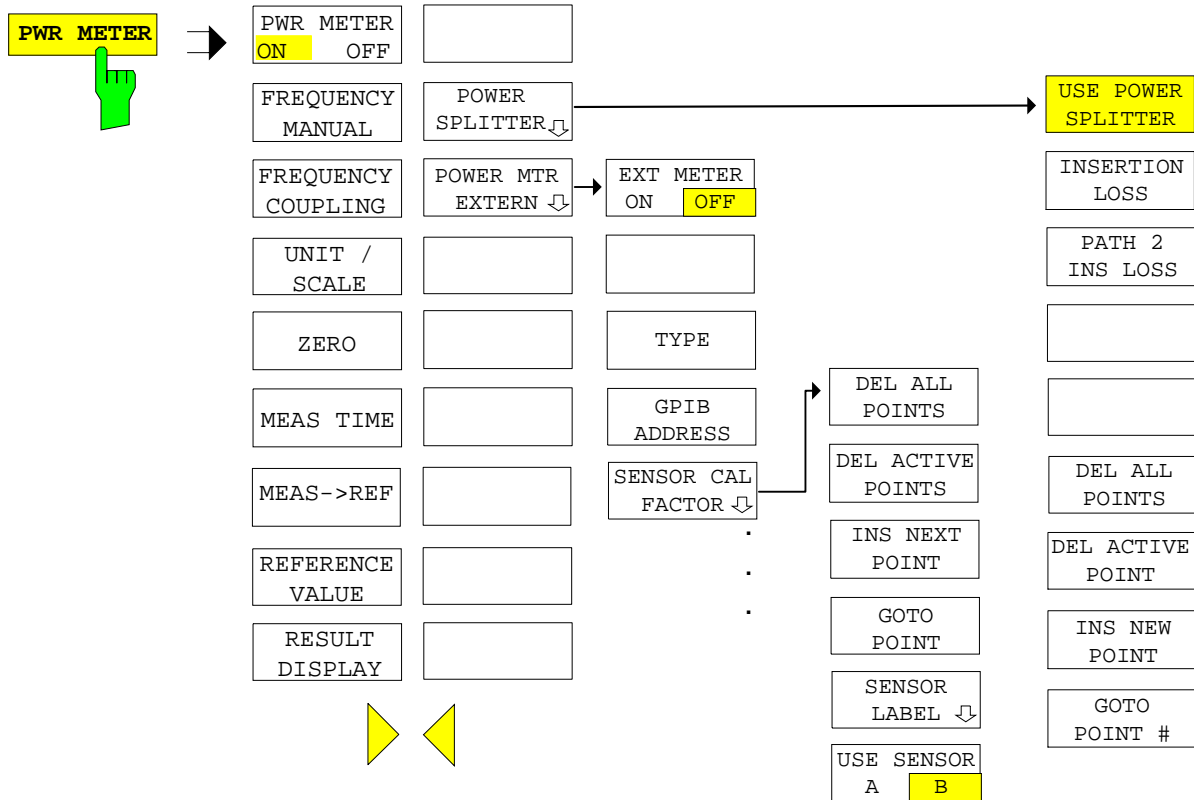 PWR METER
PWR METER
ON OFF
FREQUENCY
MANUAL
FREQUENCY
COUPLING
UNIT /
SCALE
ZERO
MEAS TIME
MEAS->REF
REFERENCE
VALUE
RESULT
DISPLAY
POWER
SPLITTER
POWER MTR
EXTERN
EXT METER
ON OFF
TYPE
GPIB
ADDRESS
SENSOR CAL
FACTOR
.
.
.
DEL ALL
POINTS
DEL ACTIVE
POINTS
INS NEXT
POINT
GOTO
POINT
SENSOR
LABEL
USE SENSOR
A B
USE POWER
SPLITTER
INSERTION
LOSS
PATH 2
INS LOSS
DEL ALL
POINTS
DEL ACTIVE
POINT
INS NEW
POINT
GOTO
POINT #